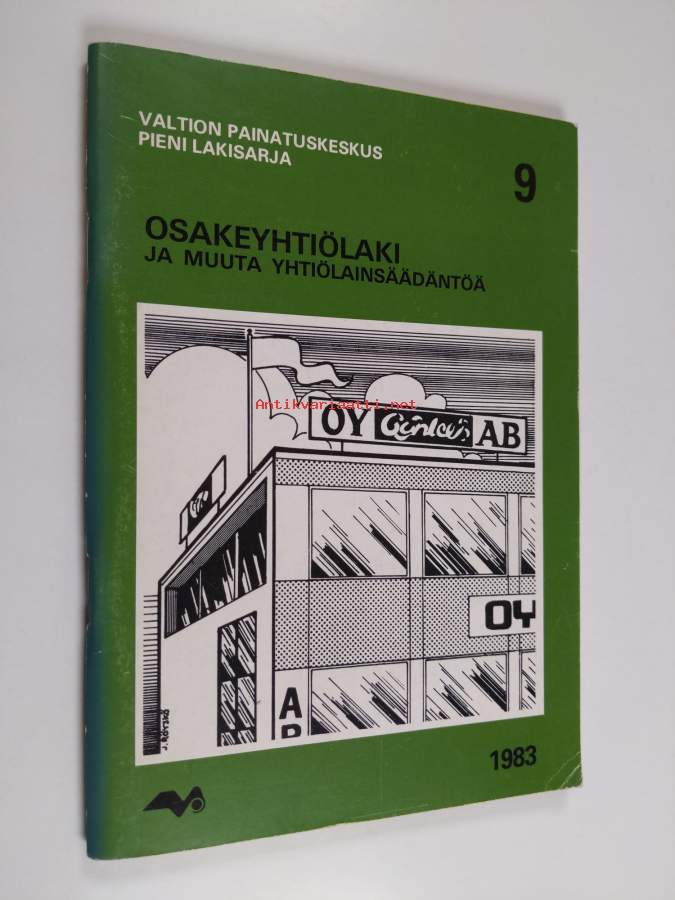 VALTION PAINATUSKESKUS
PIENI LAKISARJA
9
OSAKEYHTIÖLAKI
JA MUUTA YHTIÖLAINSÄÄDÄNTÖÄ
Antikvariaatti.net
OY AB
OY
A
1983